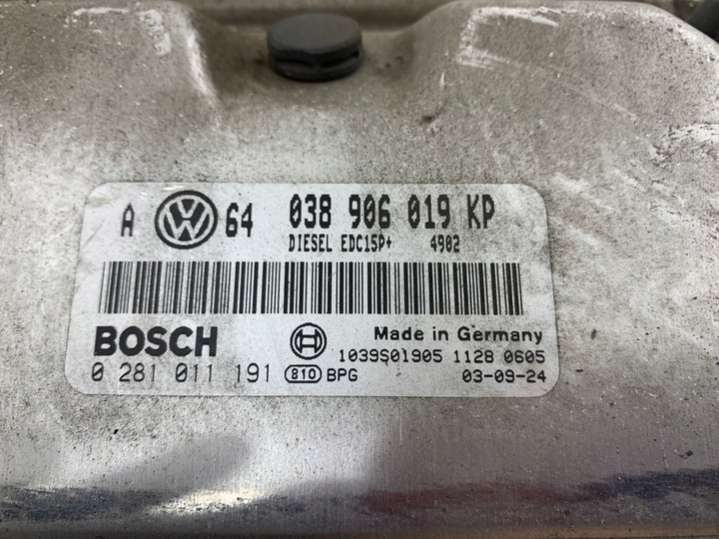 A VW 64 038 906 019 KP
DIESEL EDC15P+ 4902
BOSCH Made in Germany
1039S01905 1128 0605
0 281 011 191 810 BPG 03-09-24